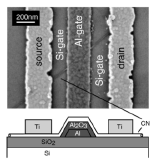 200nm
source
Si-gate
Al-gate
Si-gate
drain
CN
Ti
Al₂O₃
Ti
Al
SiO₂
Si